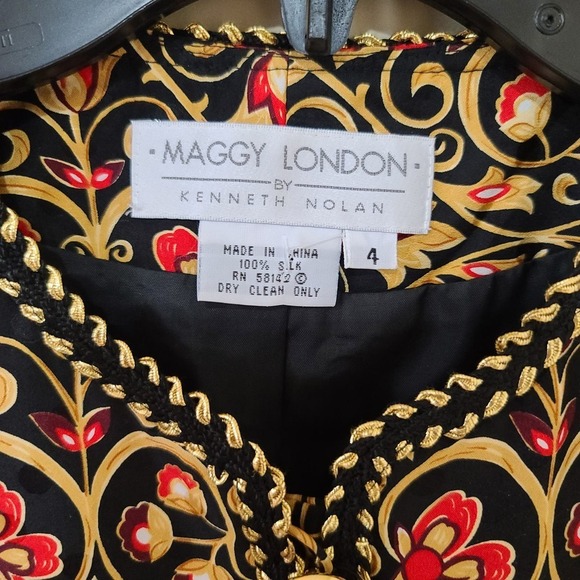 · MAGGY LONDON ·
BY
KENNETH NOLAN
MADE IN CHINA
100% SILK
RN 58142 ©
DRY CLEAN ONLY
4